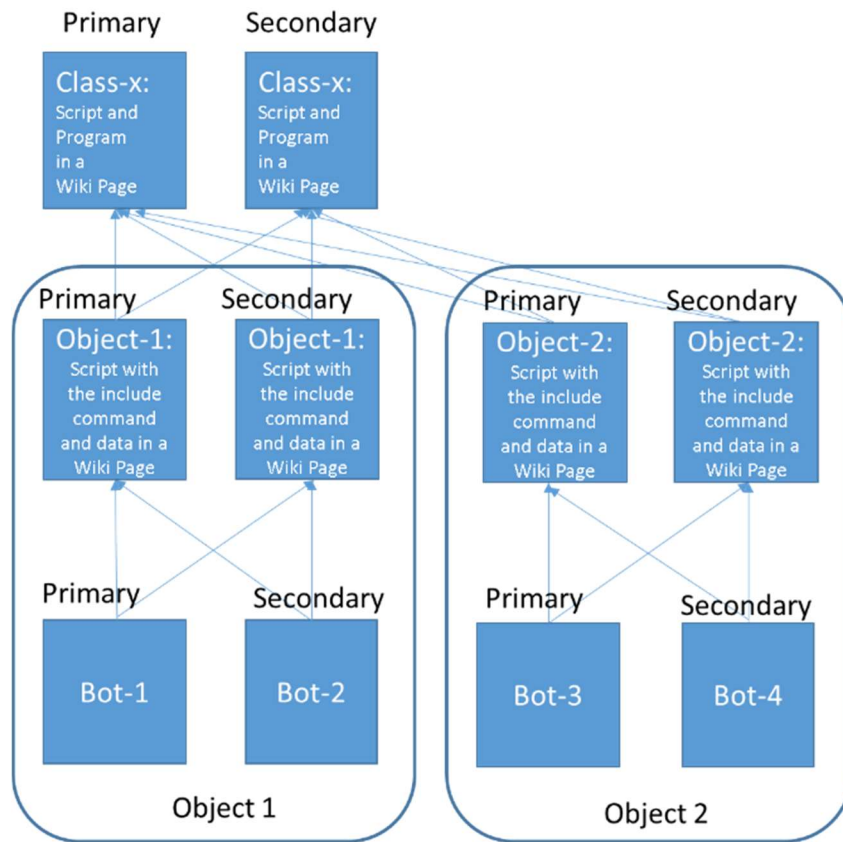 Primary
Secondary
Class-x:
Script and
Program
in a
Wiki Page
Class-x:
Script and
Program
in a
Wiki Page
Primary
Secondary
Object-1:
Script with
the include
command
and data in a
Wiki Page
Object-1:
Script with
the include
command
and data in a
Wiki Page
Primary
Secondary
Bot-1
Bot-2
Object 1
Primary
Secondary
Object-2:
Script with
the include
command
and data in a
Wiki Page
Object-2:
Script with
the include
command
and data in a
Wiki Page
Primary
Secondary
Bot-3
Bot-4
Object 2